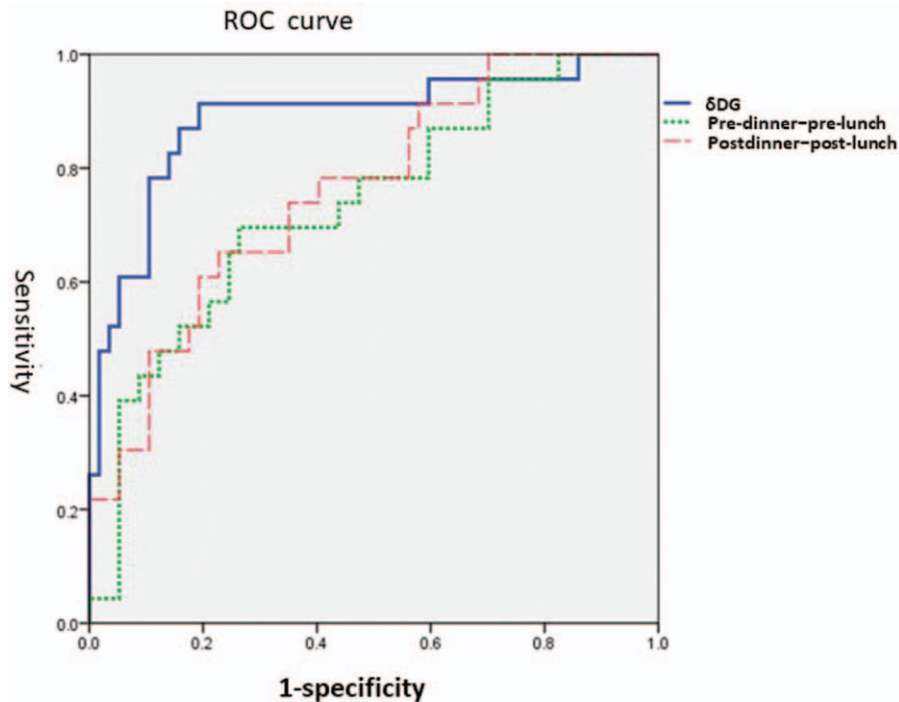 ROC curve
1.0
0.8
0.6
0.4
0.2
0.0
Sensitivity
0.0 0.2 0.4 0.6 0.8 1.0
1-specificity
δDG
Pre-dinner–pre-lunch
Postdinner–post-lunch